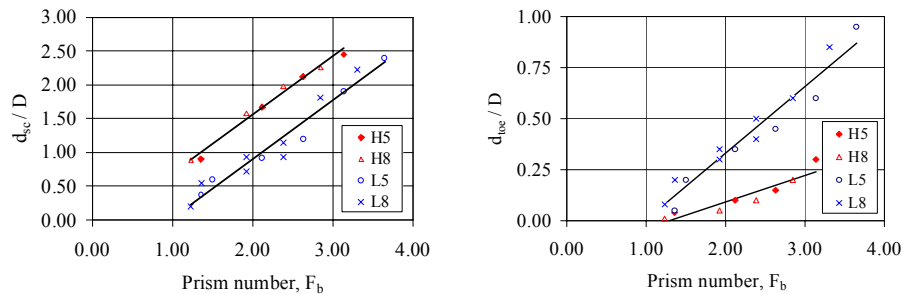 d_sc / D
3.00
2.50
2.00
1.50
1.00
0.50
0.00
0.00 1.00 2.00 3.00 4.00
Prism number, F_b
H5
H8
L5
L8
d_toe / D
1.00
0.75
0.50
0.25
0.00
0.00 1.00 2.00 3.00 4.00
Prism number, F_b
H5
H8
L5
L8